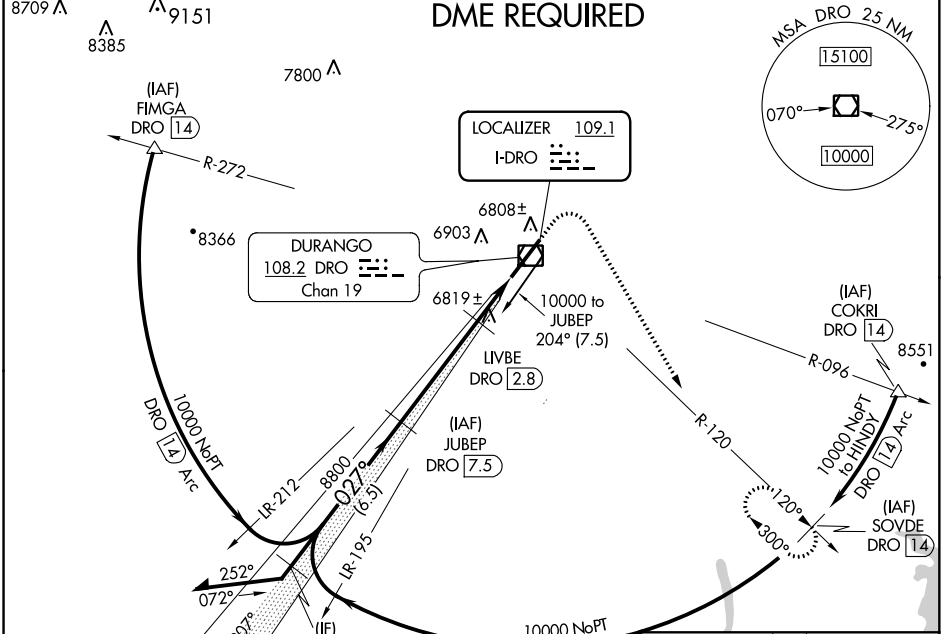 DME REQUIRED
8709
9151
8385
7800
MSA DRO 25 NM
15100
070°
275°
10000
(IAF)
FIMGA
DRO 14
R-272
LOCALIZER 109.1
I-DRO
8366
6808±
6903
DURANGO
108.2 DRO
Chan 19
6819±
10000 to
JUBEP
204° (7.5)
LIVBE
DRO 2.8
(IAF)
JUBEP
DRO 7.5
(IAF)
COKRI
DRO 14
8551
R-096
10000 NoPT
to HINDY
DRO 14 Arc
R-120
120°
300°
(IAF)
SOVDE
DRO 14
10000 NoPT
DRO 14 Arc
LR-212
8800
027°
(6.5)
LR-195
252°
072°
(IF)
10000 NoPT